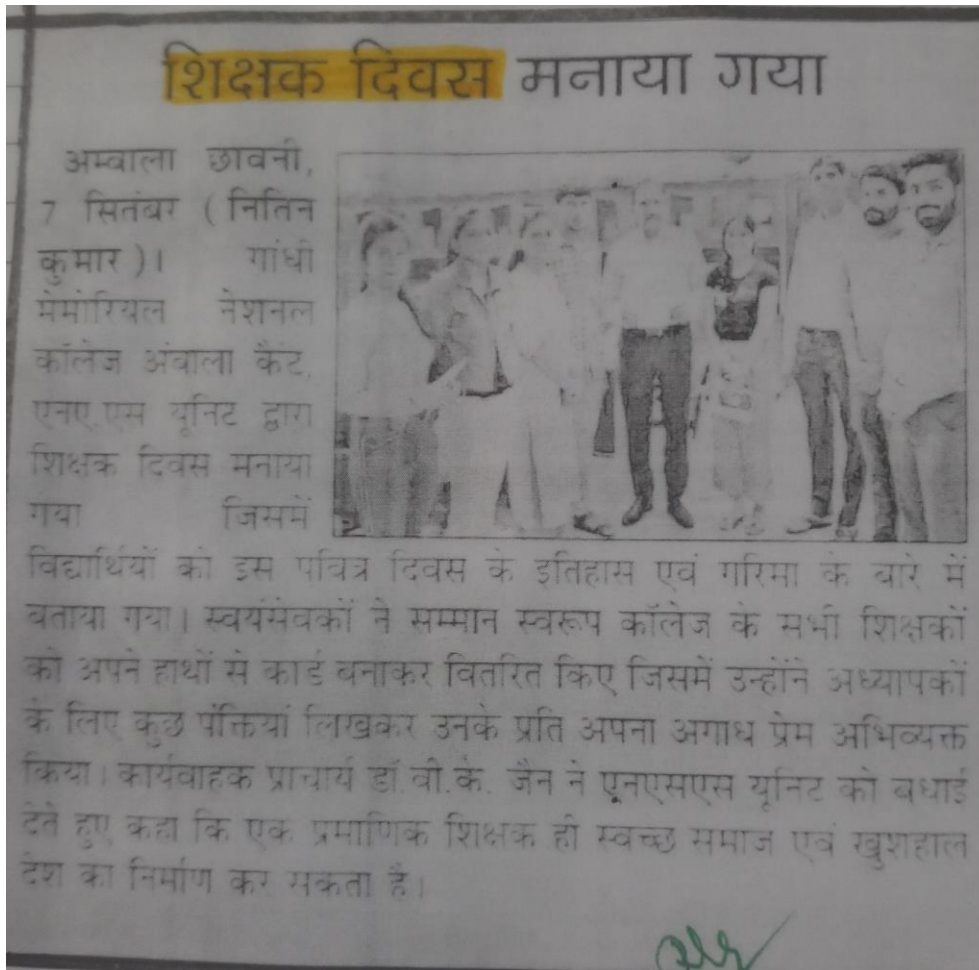 शिक्षक दिवस मनाया गया
अम्बाला छावनी,
7 सितंबर ( नितिन
कुमार )। गांधी
मेमोरियल नेशनल
कॉलेज अंबाला कैंट,
एनए.एस यूनिट द्वारा
शिक्षक दिवस मनाया
गया जिसमें
विद्यार्थियों को इस पवित्र दिवस के इतिहास एवं गरिमा के बारे में
बताया गया। स्वयंसेवकों ने सम्मान स्वरूप कॉलेज के सभी शिक्षकों
को अपने हाथों से कार्ड बनाकर वितरित किए जिसमें उन्होंने अध्यापकों
के लिए कुछ पंक्तियां लिखकर उनके प्रति अपना अगाध प्रेम अभिव्यक्त
किया। कार्यवाहक प्राचार्य डॉ.वी.के. जैन ने एनएसएस यूनिट को बधाई
देते हुए कहा कि एक प्रमाणिक शिक्षक ही स्वच्छ समाज एवं खुशहाल
देश का निर्माण कर सकता है।